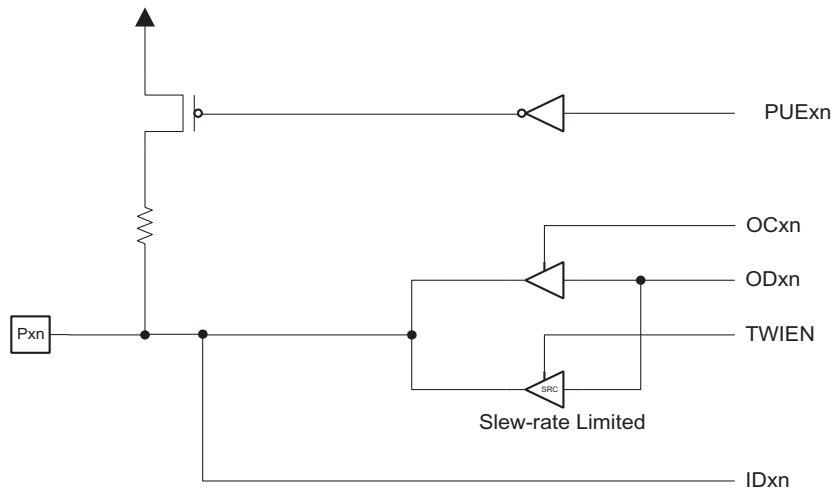 PUExn
OCxn
ODxn
Pxn
TWIEN
SRC
Slew-rate Limited
IDxn